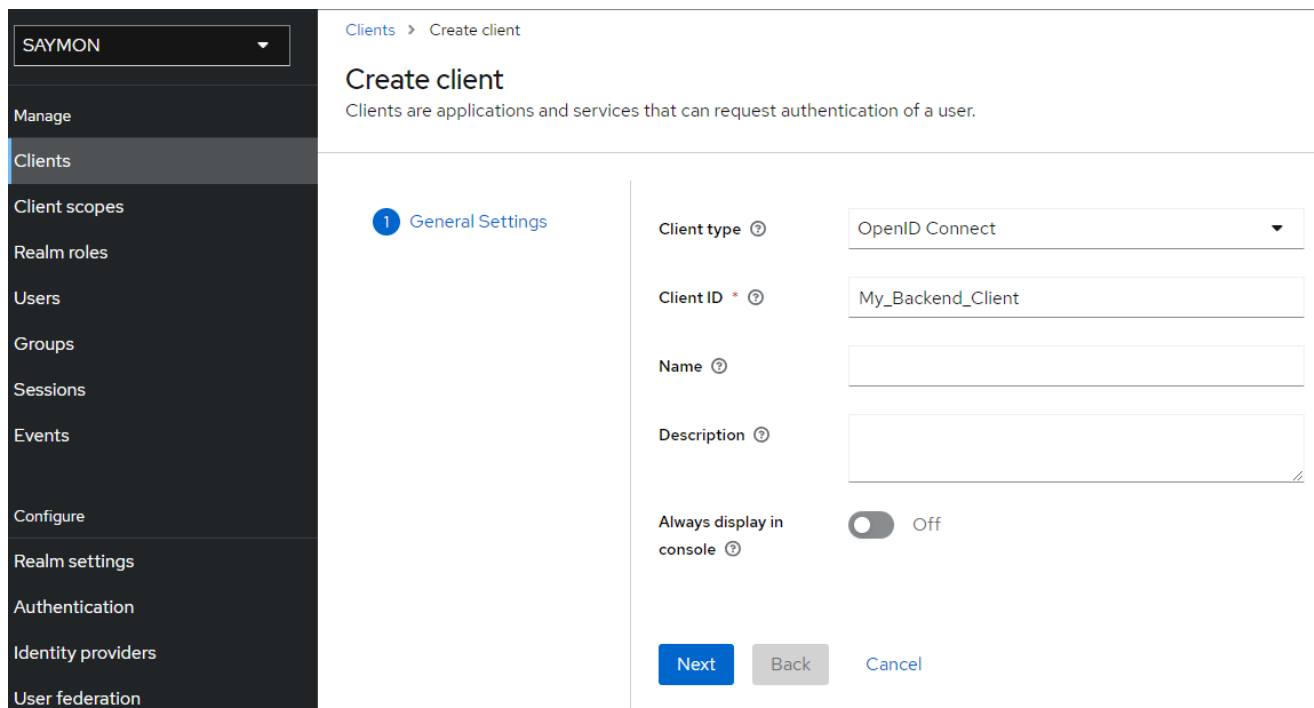 SAYMON
Manage
Clients
Client scopes
Realm roles
Users
Groups
Sessions
Events
Configure
Realm settings
Authentication
Identity providers
User federation
Clients > Create client
Create client
Clients are applications and services that can request authentication of a user.
1 General Settings
Client type ? OpenID Connect
Client ID * ? My_Backend_Client
Name ?
Description ?
Always display in
console ? Off
Next Back Cancel